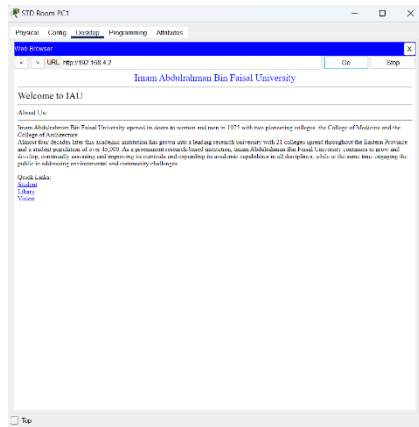 STD Room PC1
Physical Config Desktop Programming Attributes
Web Browser X
< > URL http://192.168.4.2 Go Stop
Imam Abdulrahman Bin Faisal University
Welcome to IAU
About Us:
Imam Abdulrahman Bin Faisal University opened its doors to women and men in 1975 with two pioneering colleges, the College of Medicine and the
College of Architecture.
Almost four decades later this academic institution has grown into a leading research university with 21 colleges spread throughout the Eastern Province
and a student population of over 45,000. As a prominent research-based institution, Imam Abdulrahman Bin Faisal University continues to grow and
develop, continually assessing and improving its curricula and expanding its academic capabilities in all disciplines, while at the same time engaging the
public in addressing environmental and community challenges.
Quick Links:
Student
Libary
Vision
Top